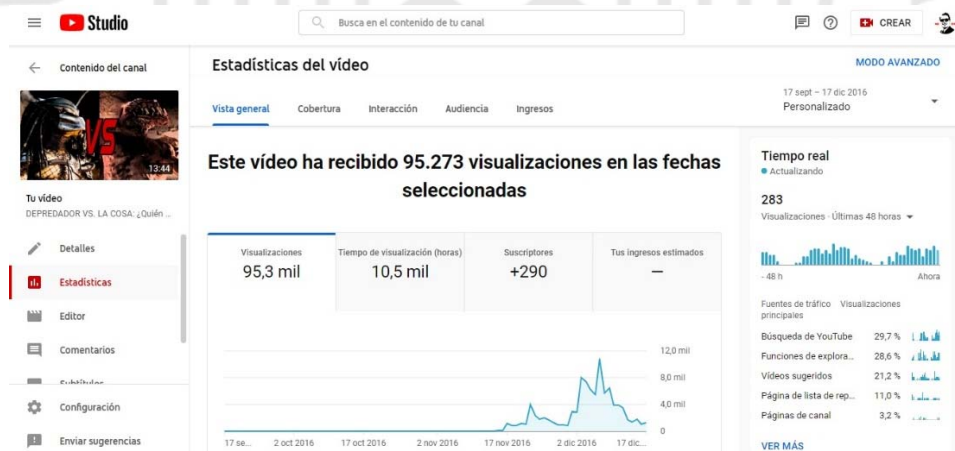 Studio
Busca en el contenido de tu canal
CREAR
Contenido del canal
VS
13:44
Tu vídeo
DEPREDADOR VS. LA COSA: ¿Quién ...
Detalles
Estadísticas
Editor
Comentarios
Subtítulos
Configuración
Enviar sugerencias
Estadísticas del vídeo
MODO AVANZADO
Vista general Cobertura Interacción Audiencia Ingresos
17 sept – 17 dic 2016
Personalizado
Este vídeo ha recibido 95.273 visualizaciones en las fechas
seleccionadas
Visualizaciones
95,3 mil
Tiempo de visualización (horas)
10,5 mil
Suscriptores
+290
Tus ingresos estimados
—
12,0 mil
8,0 mil
4,0 mil
0
17 se... 2 oct 2016 17 oct 2016 2 nov 2016 17 nov 2016 2 dic 2016 17 dic...
Tiempo real
Actualizando
283
Visualizaciones · Últimas 48 horas
- 48 h Ahora
Fuentes de tráfico Visualizaciones
principales
Búsqueda de YouTube 29,7 %
Funciones de explora... 28,6 %
Vídeos sugeridos 21,2 %
Página de lista de rep... 11,0 %
Páginas de canal 3,2 %
VER MÁS